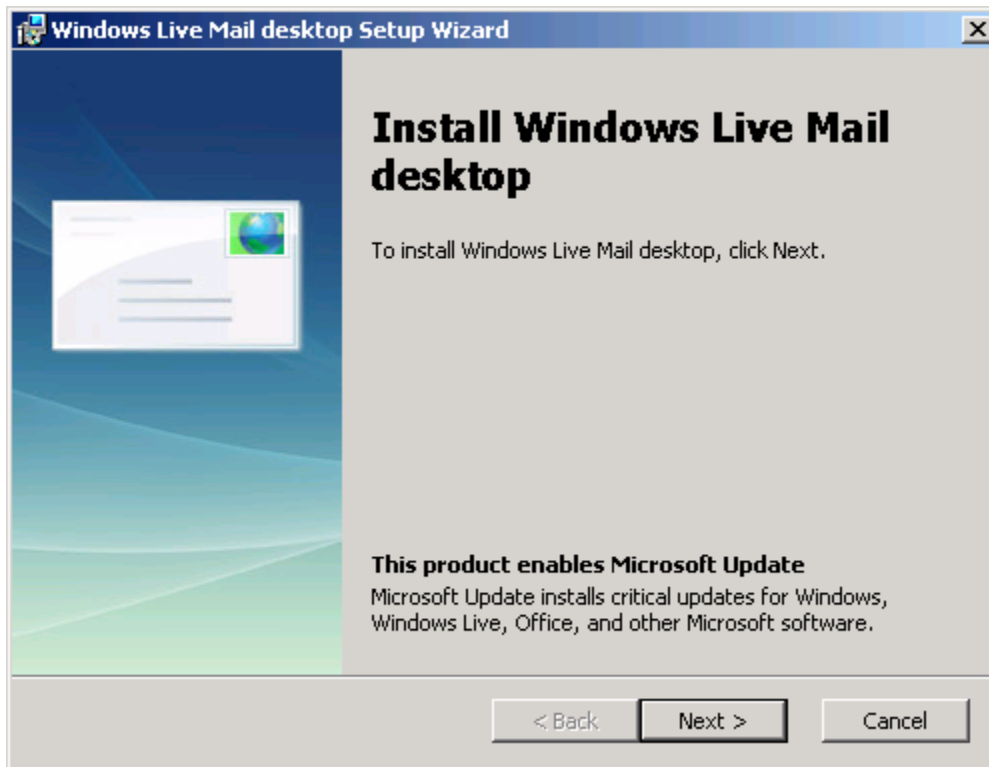 Windows Live Mail desktop Setup Wizard
Install Windows Live Mail
desktop
To install Windows Live Mail desktop, click Next.
This product enables Microsoft Update
Microsoft Update installs critical updates for Windows,
Windows Live, Office, and other Microsoft software.
< Back
Next >
Cancel